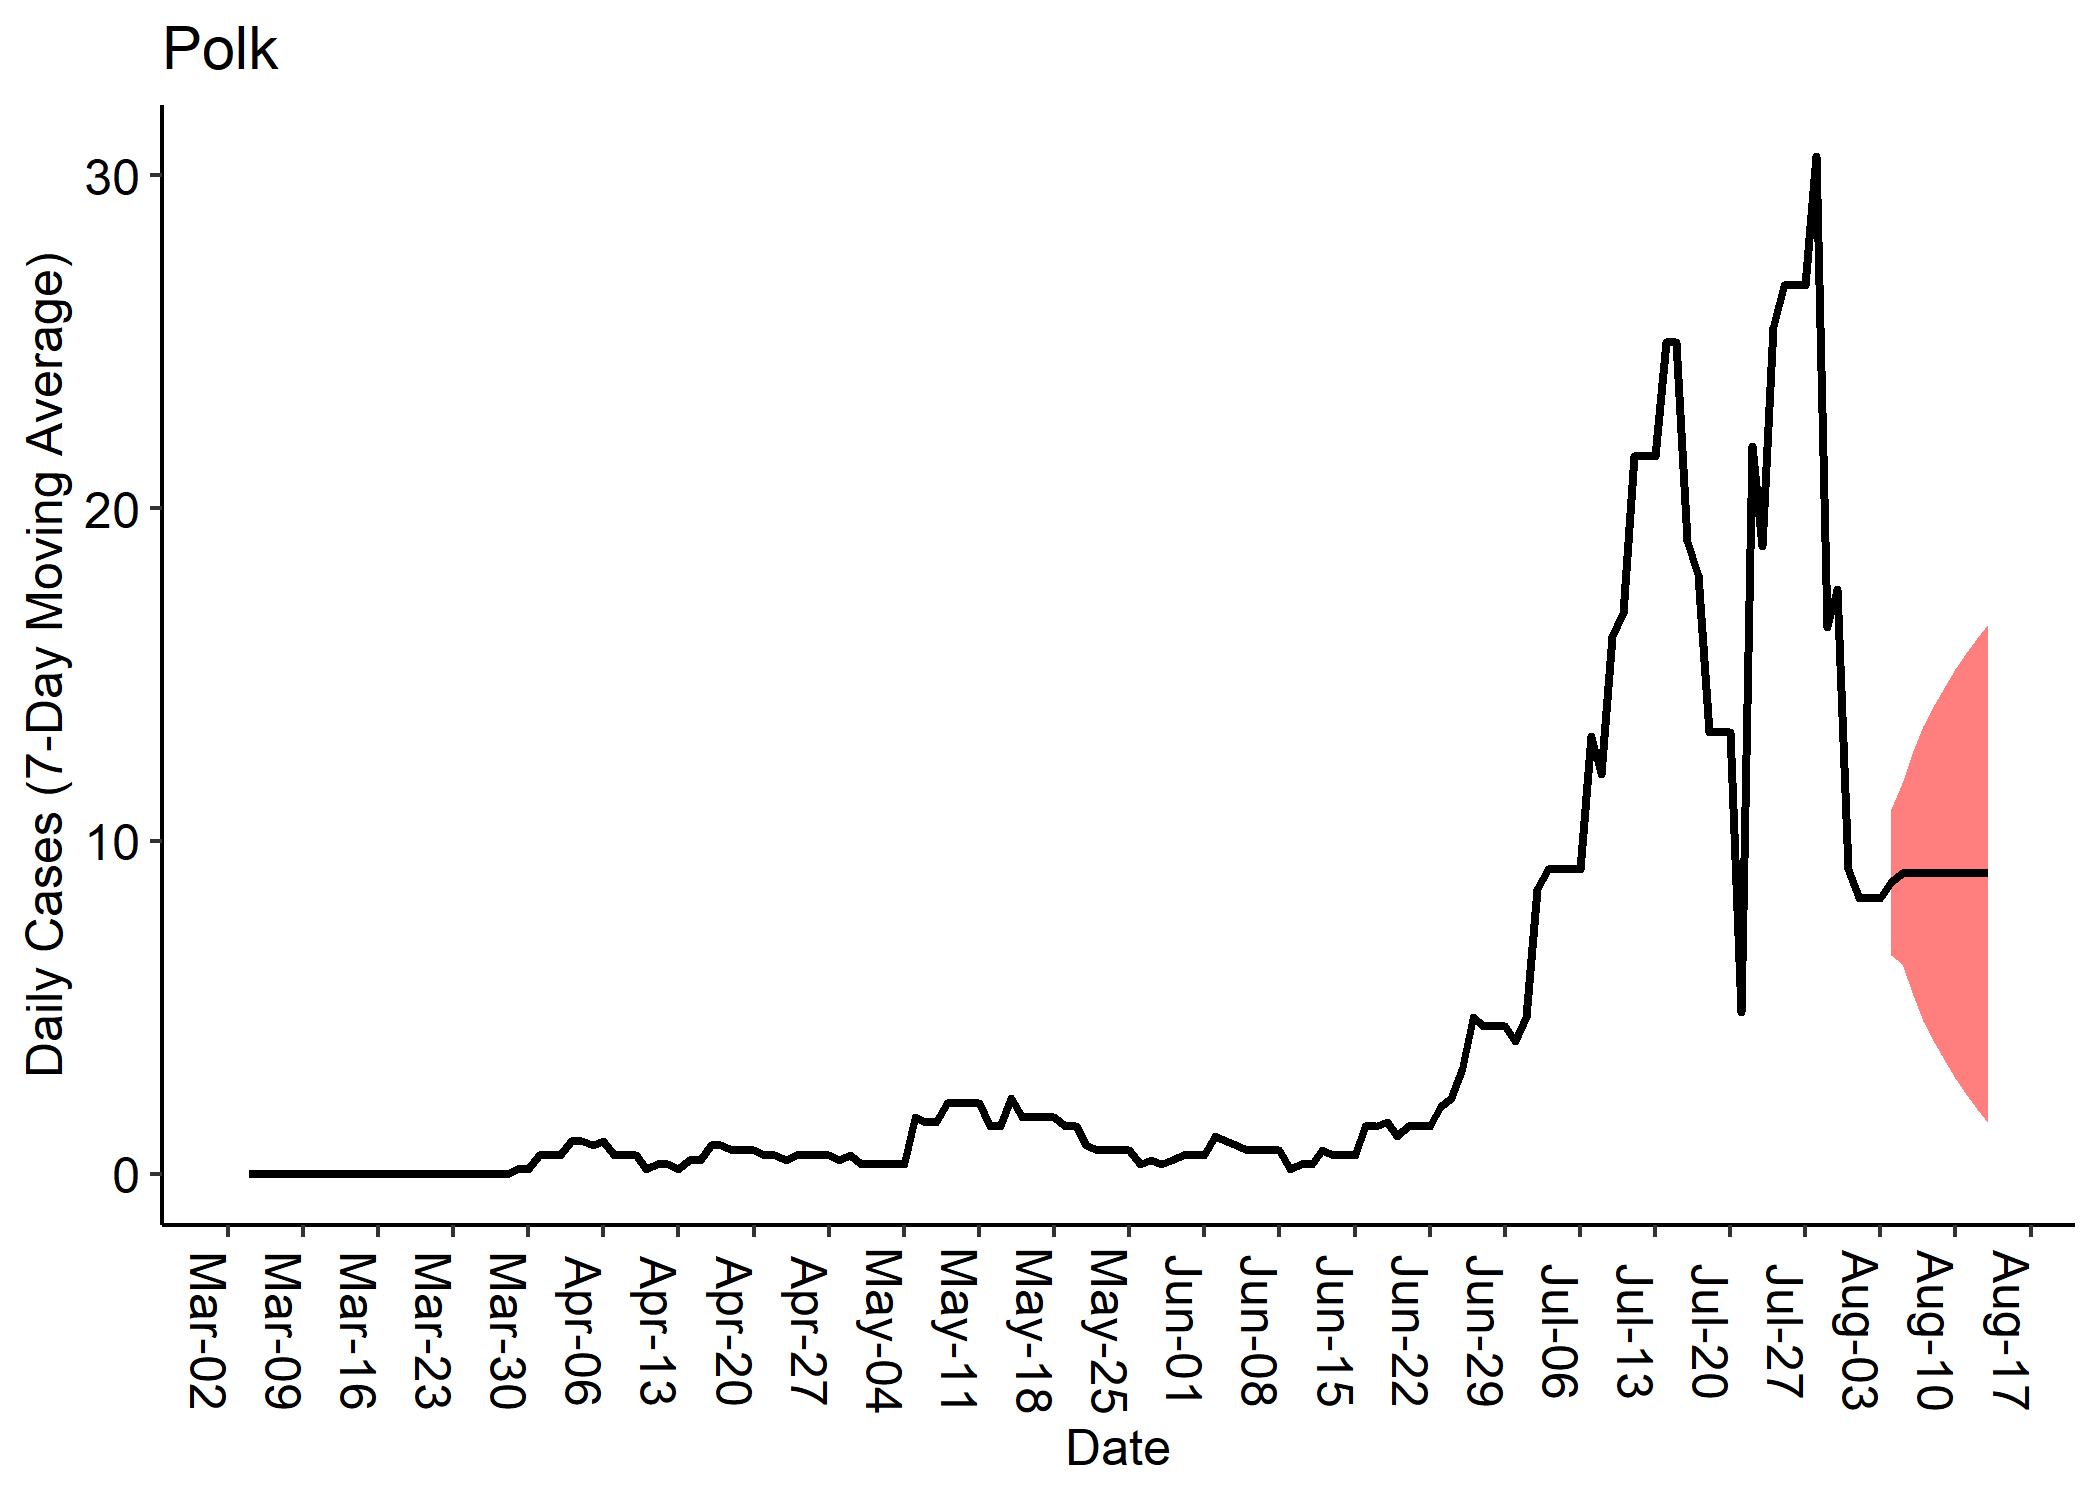 Polk
Daily Cases (7-Day Moving Average)
30
20
10
0
Mar-02
Mar-09
Mar-16
Mar-23
Mar-30
Apr-06
Apr-13
Apr-20
Apr-27
May-04
May-11
May-18
May-25
Jun-01
Jun-08
Jun-15
Jun-22
Jun-29
Jul-06
Jul-13
Jul-20
Jul-27
Aug-03
Aug-10
Aug-17
Date